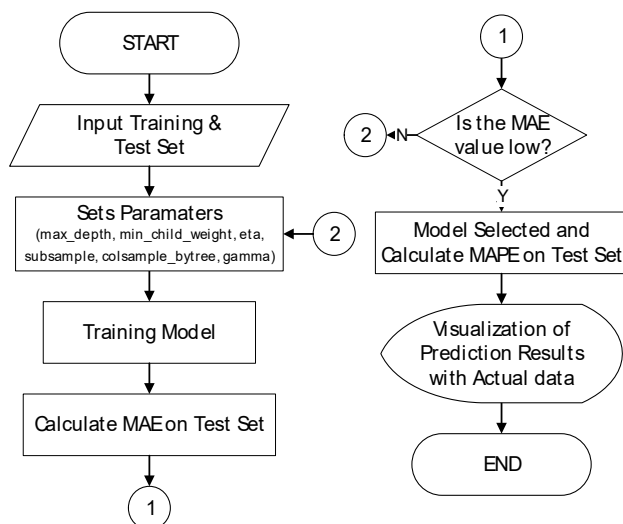 START
Input Training &
Test Set
Sets Paramaters
(max_depth, min_child_weight, eta,
subsample, colsample_bytree, gamma)
2
Training Model
Calculate MAE on Test Set
1
1
Is the MAE
value low?
N
2
Y
Model Selected and
Calculate MAPE on Test Set
Visualization of
Prediction Results
with Actual data
END